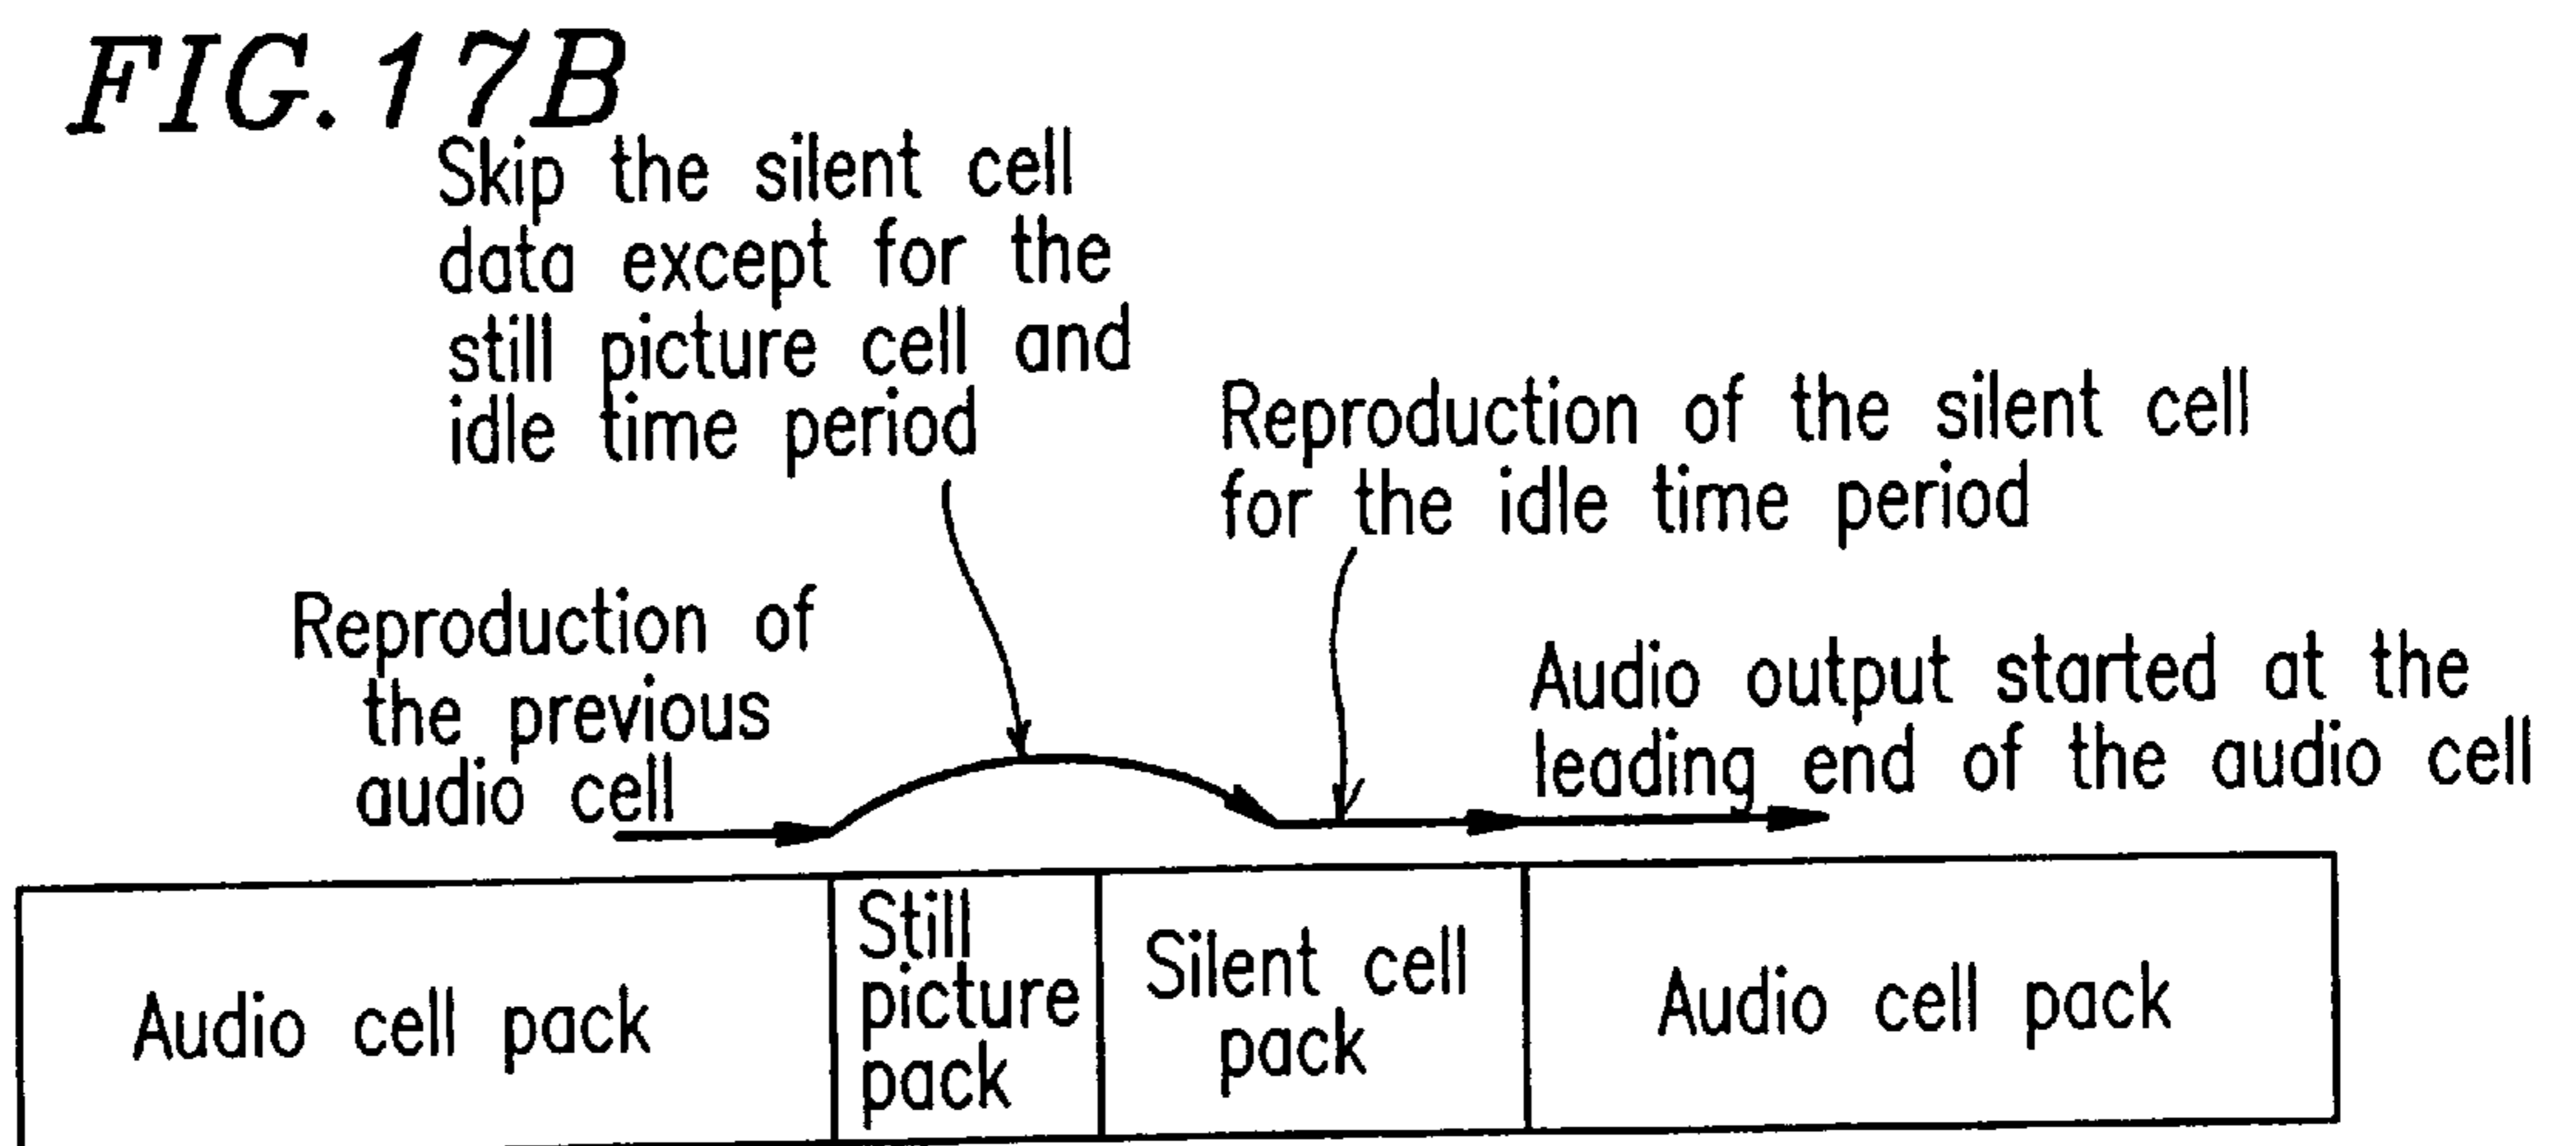 FIG.17B
Skip the silent cell
data except for the
still picture cell and
idle time period
Reproduction of the silent cell
for the idle time period
Reproduction of
the previous
audio cell
Audio output started at the
leading end of the audio cell
Audio cell pack
Still
picture
pack
Silent cell
pack
Audio cell pack